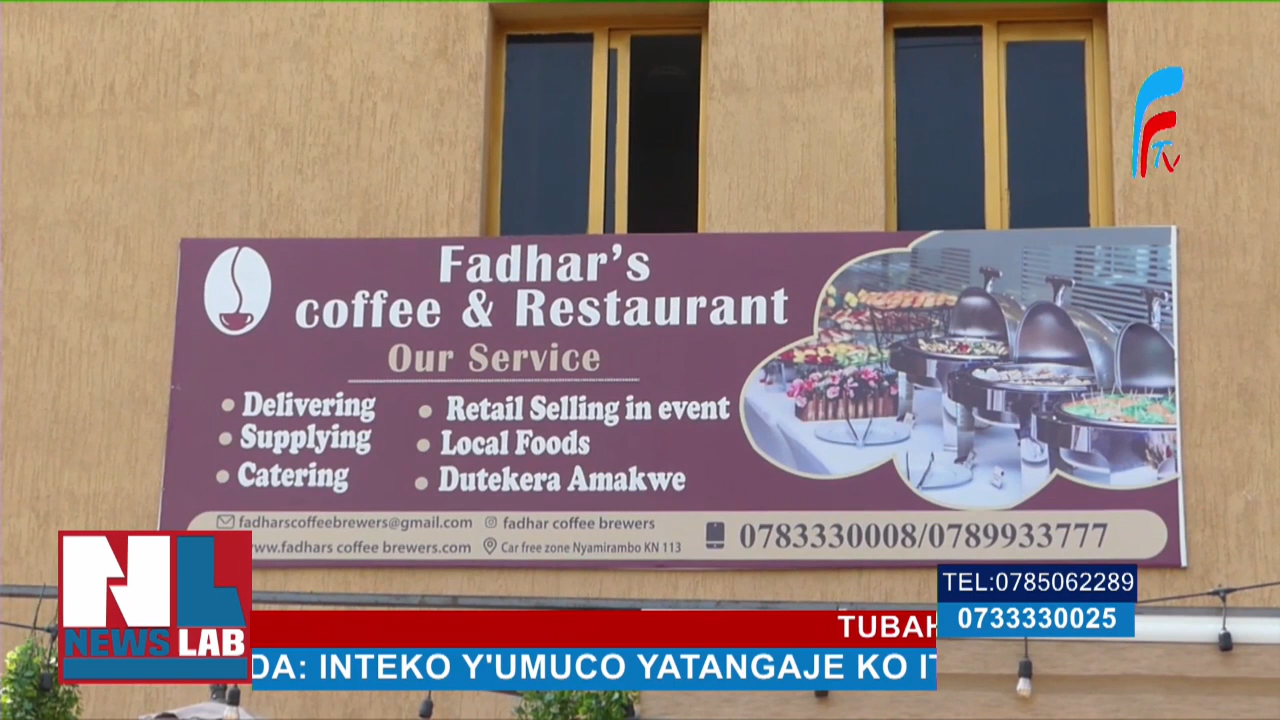 F
F
TV
Fadhar's
coffee & Restaurant
Our Service
• Delivering
• Supplying
• Catering
• Retail Selling in event
• Local Foods
• Dutekera Amakwe
fadharscoffeebrewers@gmail.com
fadhar coffee brewers
www.fadhars coffee brewers.com
Car free zone Nyamirambo KN 113
0783330008/0789933777
NL
NEWS LAB
TEL:0785062289
0733330025
TUBAH
DA: INTEKO Y'UMUCO YATANGAJE KO IT